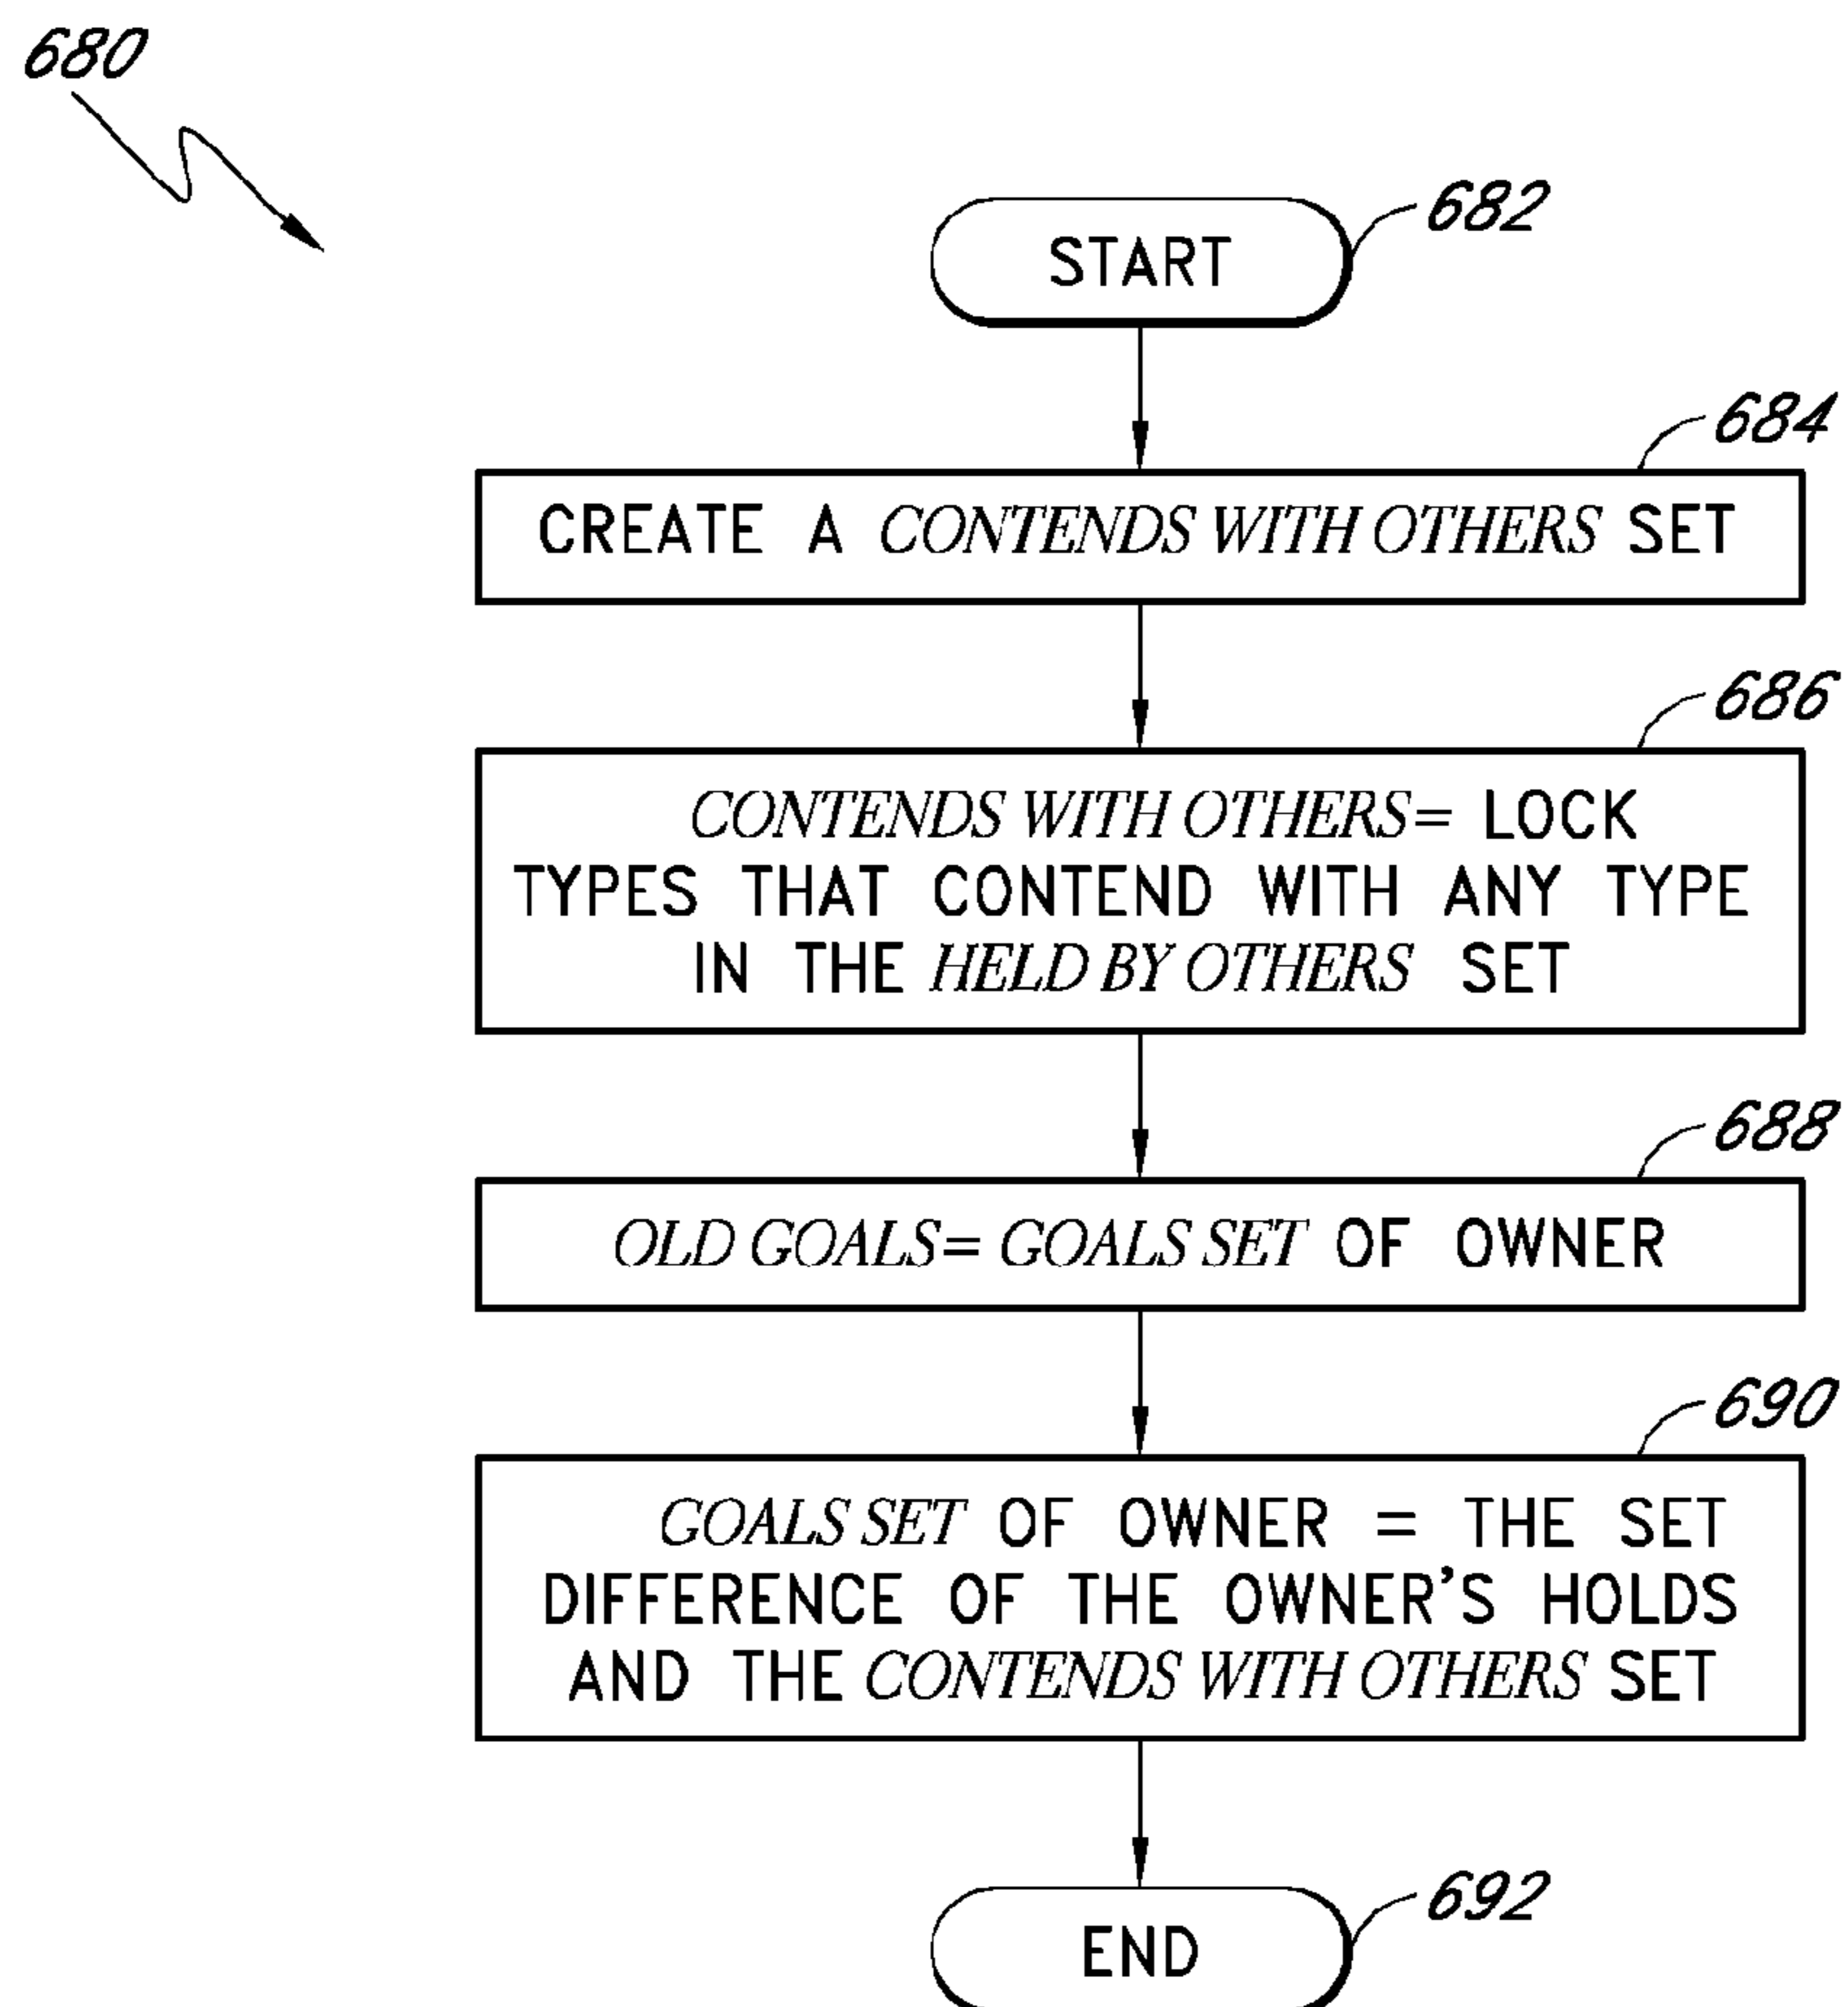 680
682
START
684
CREATE A CONTENDS WITH OTHERS SET
686
CONTENDS WITH OTHERS= LOCK
TYPES THAT CONTEND WITH ANY TYPE
IN THE HELD BY OTHERS SET
688
OLD GOALS= GOALS SET OF OWNER
690
GOALS SET OF OWNER = THE SET
DIFFERENCE OF THE OWNER'S HOLDS
AND THE CONTENDS WITH OTHERS SET
692
END